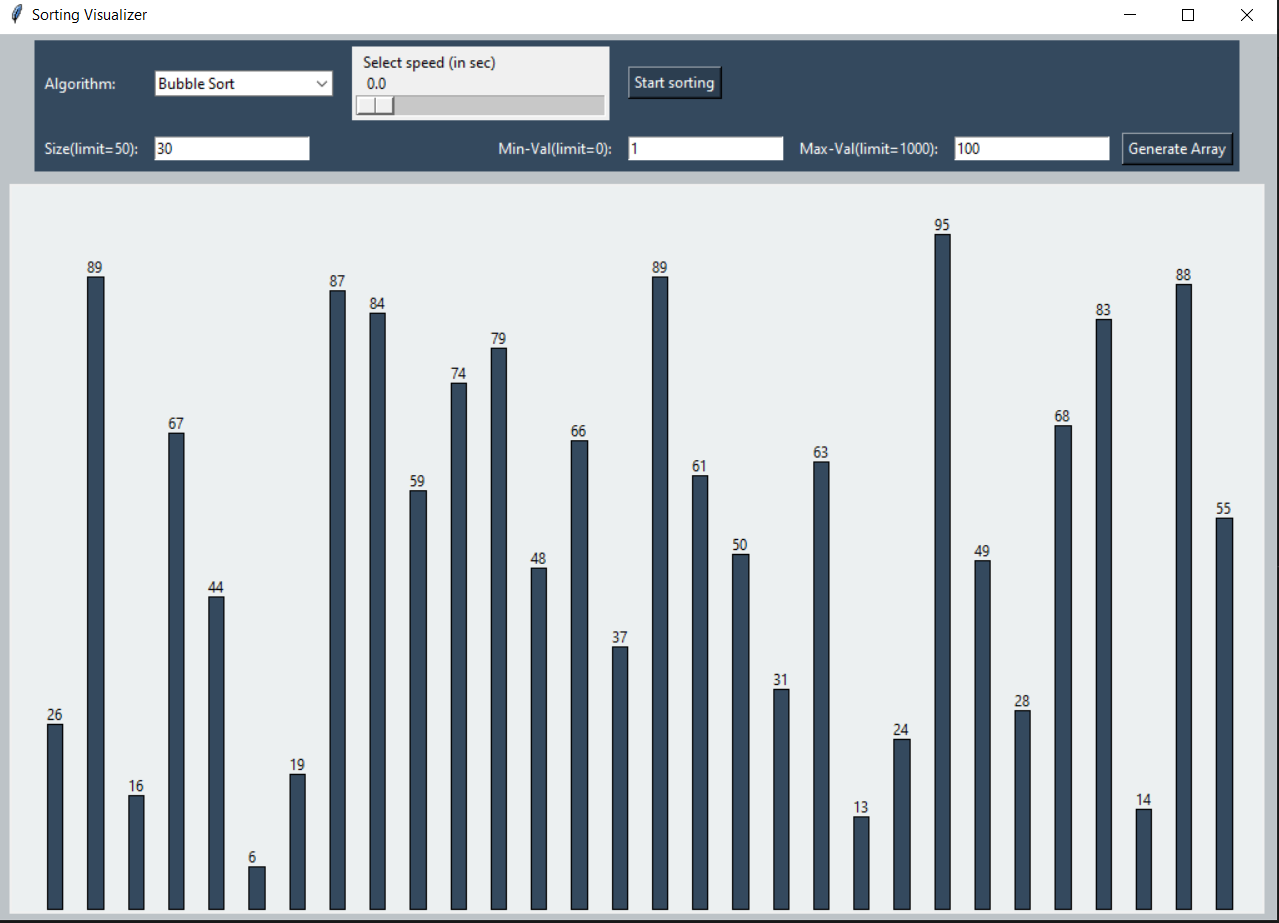 Sorting Visualizer
Algorithm: Bubble Sort Select speed (in sec) Start sorting
0.0
Size(limit=50): 30 Min-Val(limit=0): 1 Max-Val(limit=1000): 100 Generate Array
26 89 16 67 44 6 19 87 84 59 74 79 48 66 37 89 61 50 31 63 13 24 95 49 28 68 83 14 88 55